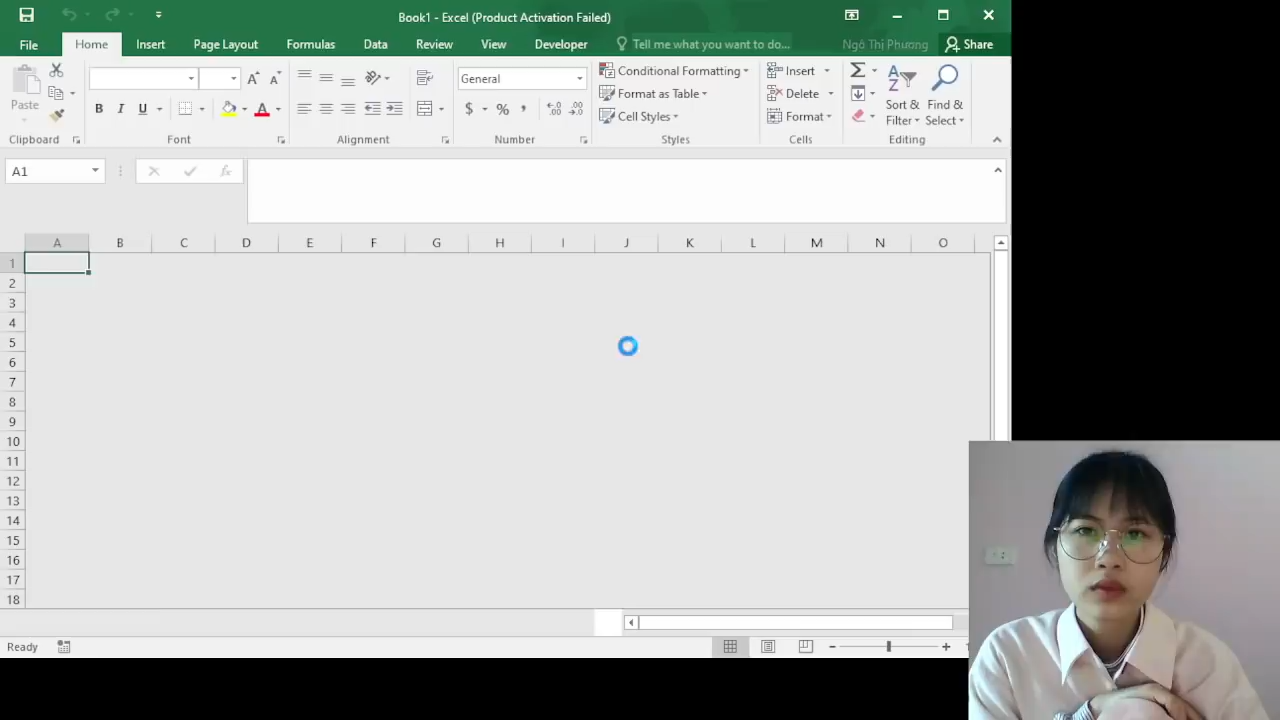 Book1 - Excel (Product Activation Failed)
File Home Insert Page Layout Formulas Data Review View Developer Tell me what you want to do... Ngô Thị Phương Share
Paste
General
Conditional Formatting
Format as Table
Cell Styles
Insert
Delete
Format
Sort & Filter
Find & Select
B I U A $ % ,
Clipboard Font Alignment Number Styles Cells Editing
A1 fx
A B C D E F G H I J K L M N O
1
2
3
4
5
6
7
8
9
10
11
12
13
14
15
16
17
18
Ready